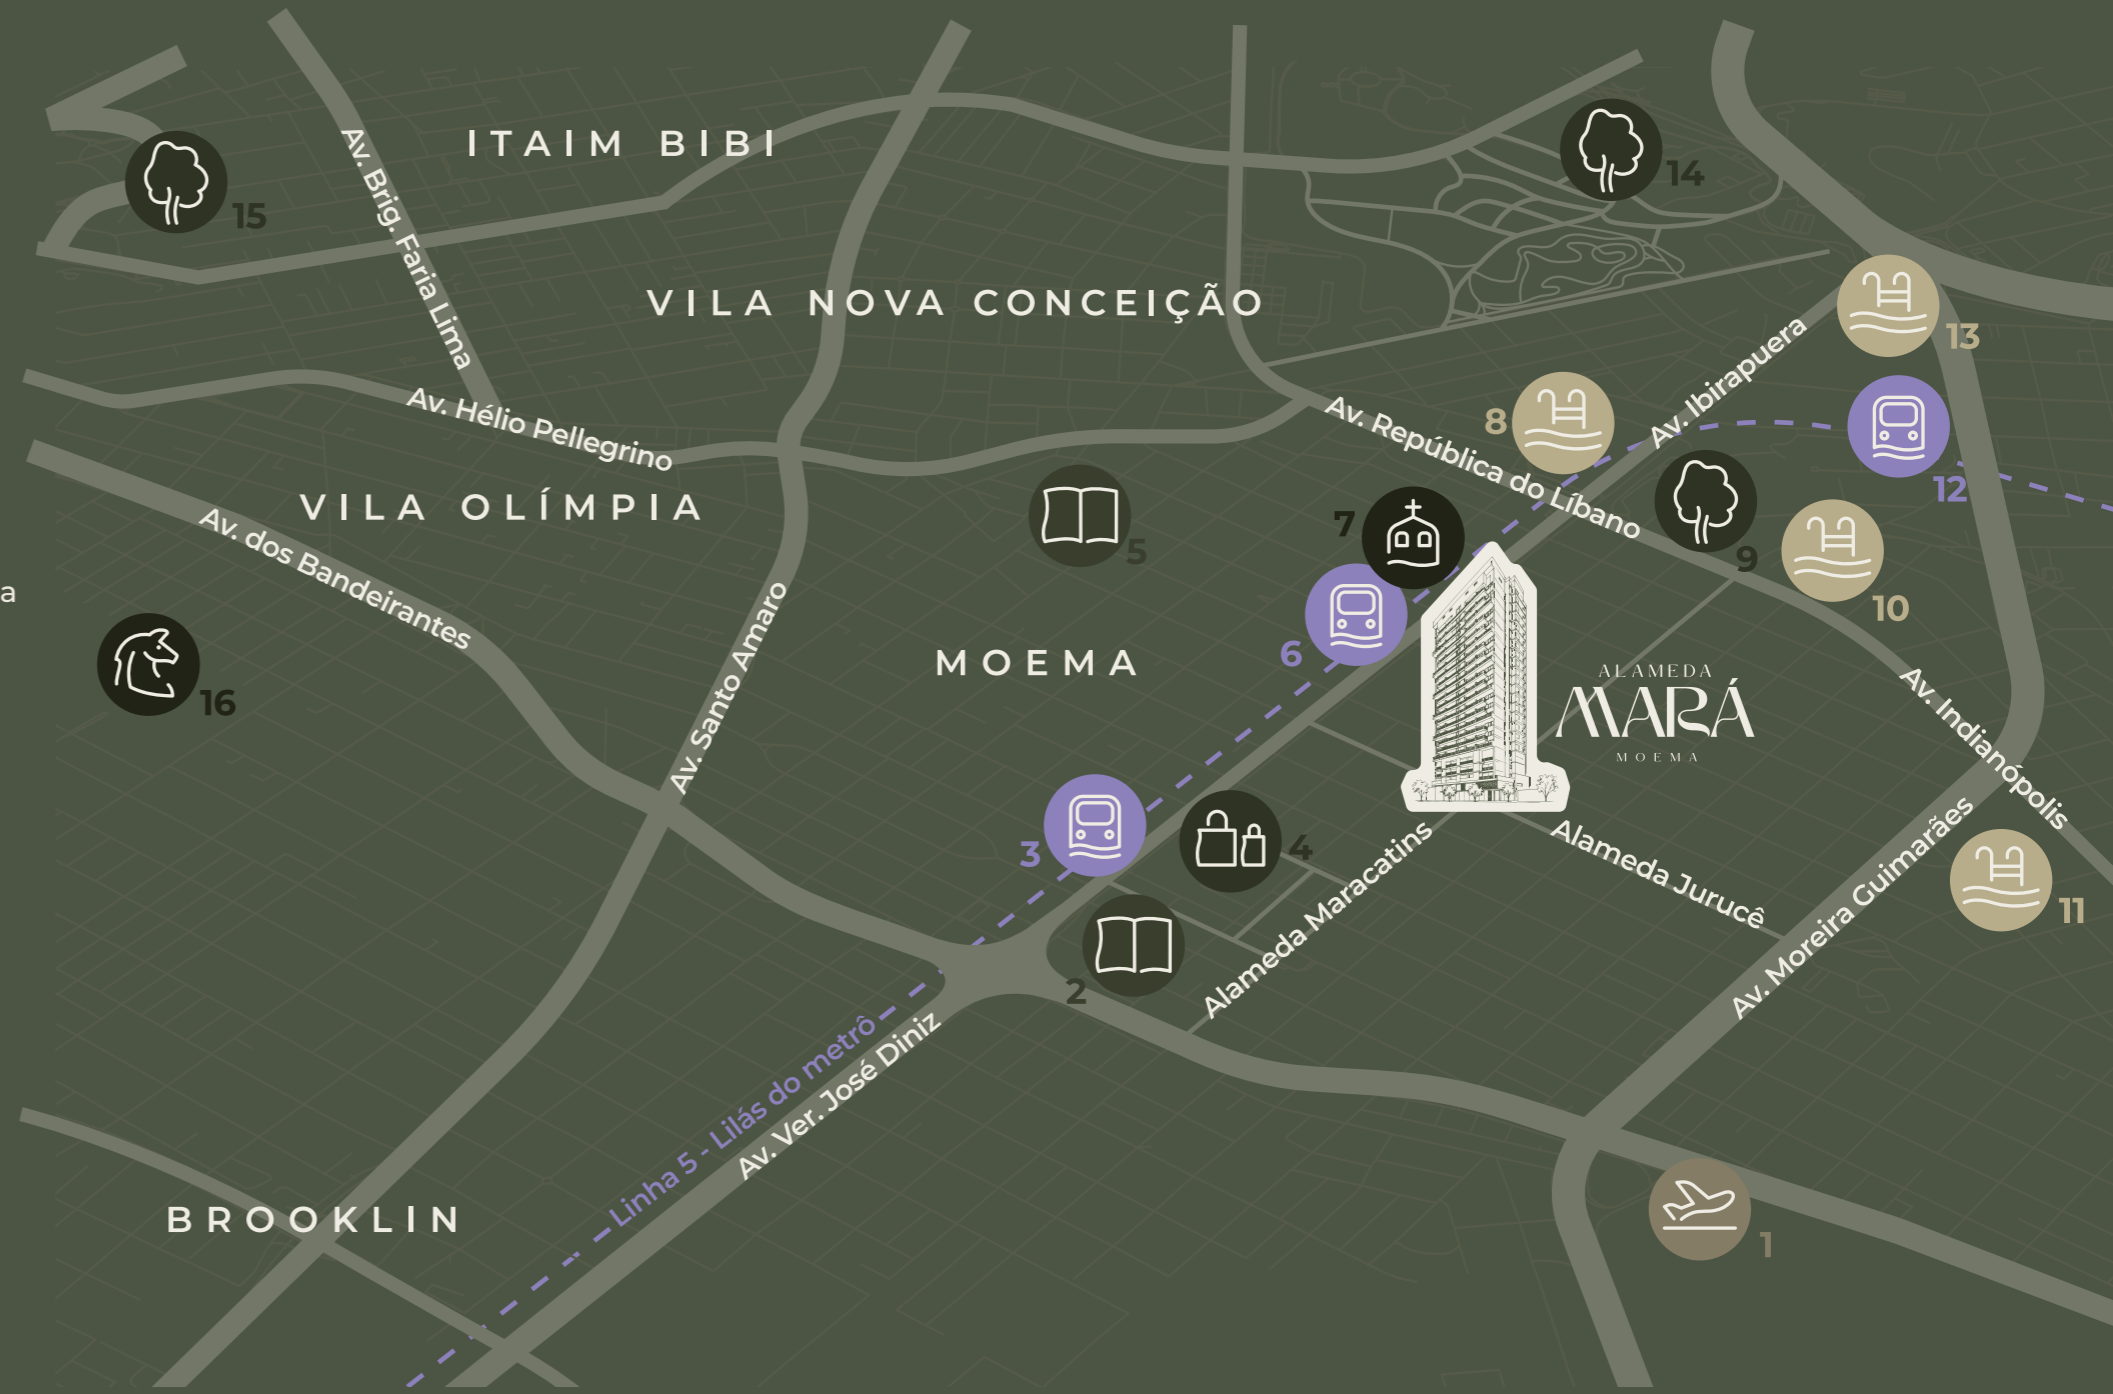 ITAIM BIBI
14
15
Av. Brig. Faria Lima
VILA NOVA CONCEIÇÃO
13
Av. Ibirapuera
Av. Hélio Pellegrino
Av. República do Líbano
8
12
VILA OLÍMPIA
Av. dos Bandeirantes
5
7
9
a
10
6
MOEMA
16
Av. Santo Amaro
ALAMEDA
MARÁ
MOEMA
Av. Indianópolis
3
4
Alameda Maracatins
Alameda Jurucê
Av. Moreira Guimarães
11
2
Linha 5 - Lilás do metrô
Av. Ver. José Diniz
BROOKLIN
1